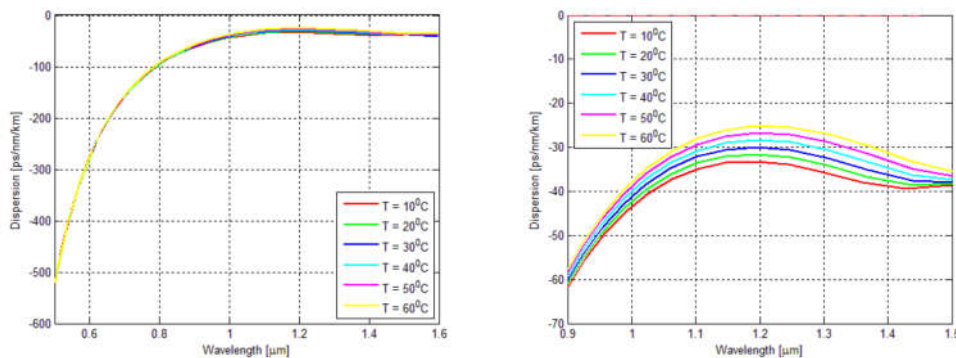 0
-100
-200
-300
-400
-500
-600
Dispersion [ps/nm/km]
0.6
0.8
1
1.2
1.4
1.6
Wavelength [μm]
T = 10⁰C
T = 20⁰C
T = 30⁰C
T = 40⁰C
T = 50⁰C
T = 60⁰C
0
-10
-20
-30
-40
-50
-60
-70
Dispersion [ps/nm/km]
0.9
1
1.1
1.2
1.3
1.4
1.5
Wavelength [μm]
T = 10⁰C
T = 20⁰C
T = 30⁰C
T = 40⁰C
T = 50⁰C
T = 60⁰C